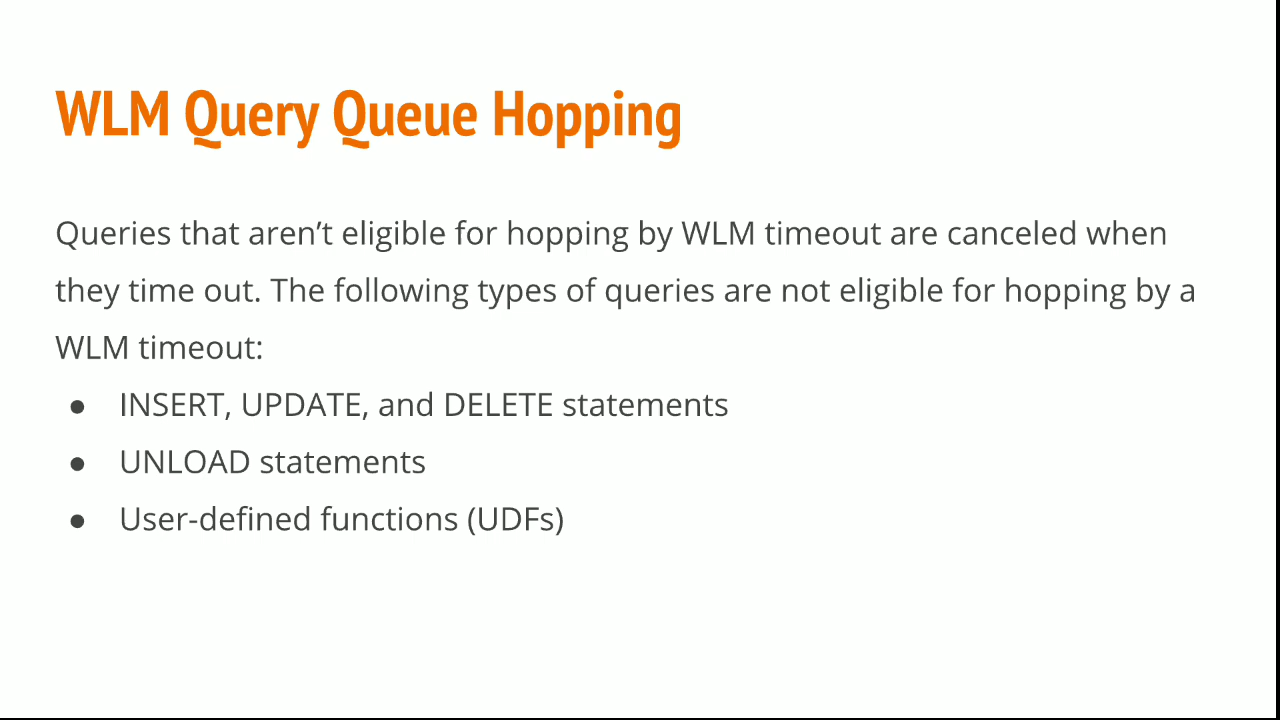 WLM Query Queue Hopping
Queries that aren’t eligible for hopping by WLM timeout are canceled when
they time out. The following types of queries are not eligible for hopping by a
WLM timeout:
● INSERT, UPDATE, and DELETE statements
● UNLOAD statements
● User-defined functions (UDFs)